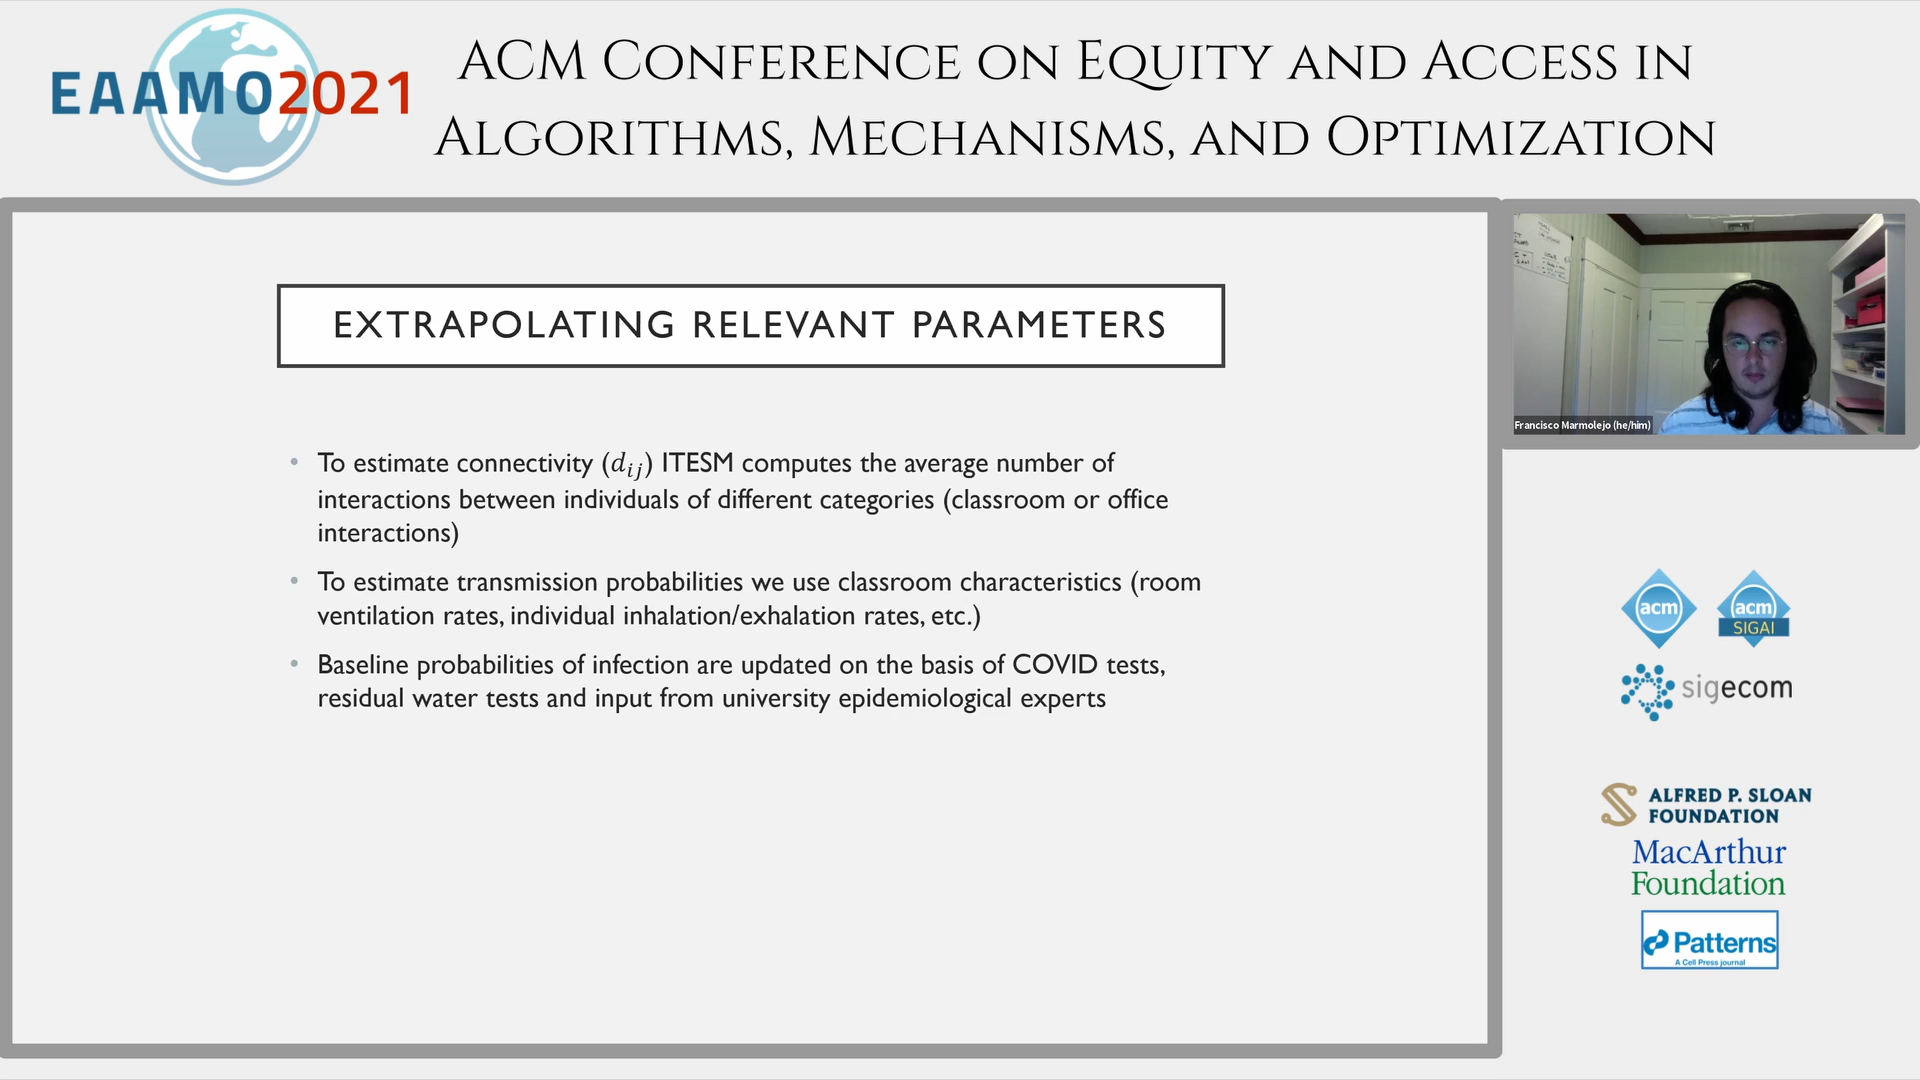 EAAMO2021
ACM Conference on Equity and Access in
Algorithms, Mechanisms, and Optimization
EXTRAPOLATING RELEVANT PARAMETERS
• To estimate connectivity (d_{ij}) ITESM computes the average number of
interactions between individuals of different categories (classroom or office
interactions)
• To estimate transmission probabilities we use classroom characteristics (room
ventilation rates, individual inhalation/exhalation rates, etc.)
• Baseline probabilities of infection are updated on the basis of COVID tests,
residual water tests and input from university epidemiological experts
Francisco Marmolejo (he/him)
acm
acm
SIGAI
sigecom
ALFRED P. SLOAN
FOUNDATION
MacArthur
Foundation
Patterns
A Cell Press journal